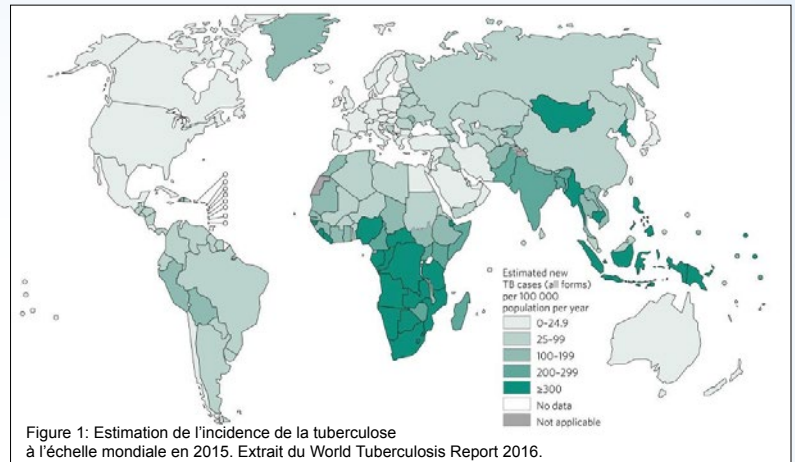 Estimated new
TB cases (all forms)
per 100 000
population per year
0–24.9
25–99
100–199
200–299
≥300
No data
Not applicable
Figure 1: Estimation de l’incidence de la tuberculose
à l’échelle mondiale en 2015. Extrait du World Tuberculosis Report 2016.